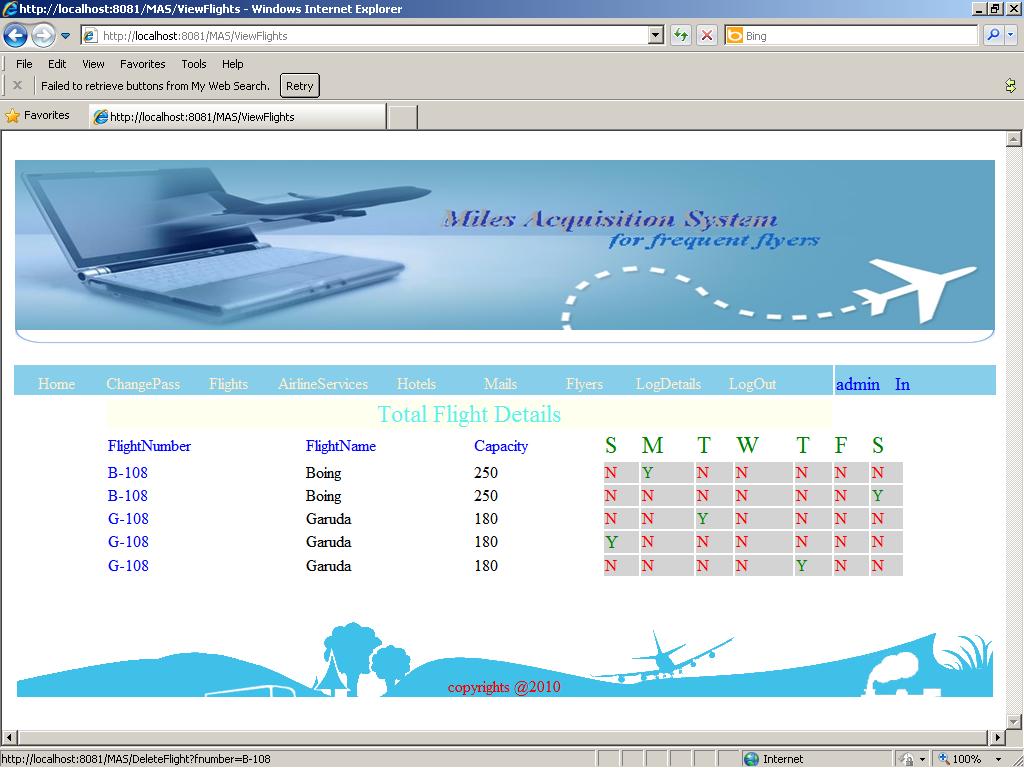 http://localhost:8081/MAS/ViewFlights - Windows Internet Explorer
http://localhost:8081/MAS/ViewFlights
Bing
File Edit View Favorites Tools Help
Failed to retrieve buttons from My Web Search. Retry
Favorites http://localhost:8081/MAS/ViewFlights
Miles Acquisition System
for frequent flyers
Home ChangePass Flights AirlineServices Hotels Mails Flyers LogDetails LogOut admin In
Total Flight Details
FlightNumber FlightName Capacity S M T W T F S
B-108 Boing 250 N Y N N N N N
B-108 Boing 250 N N N N N N Y
G-108 Garuda 180 N N Y N N N N
G-108 Garuda 180 Y N N N N N N
G-108 Garuda 180 N N N N Y N N
copyrights @2010
http://localhost:8081/MAS/DeleteFlight?fnumber=B-108 Internet 100%